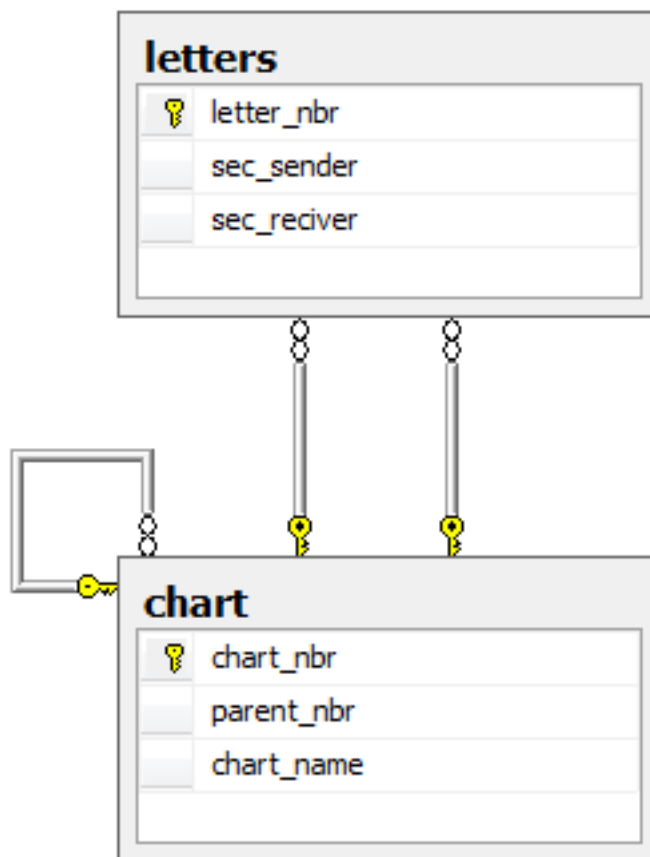 letters
letter_nbr
sec_sender
sec_reciver
chart
chart_nbr
parent_nbr
chart_name